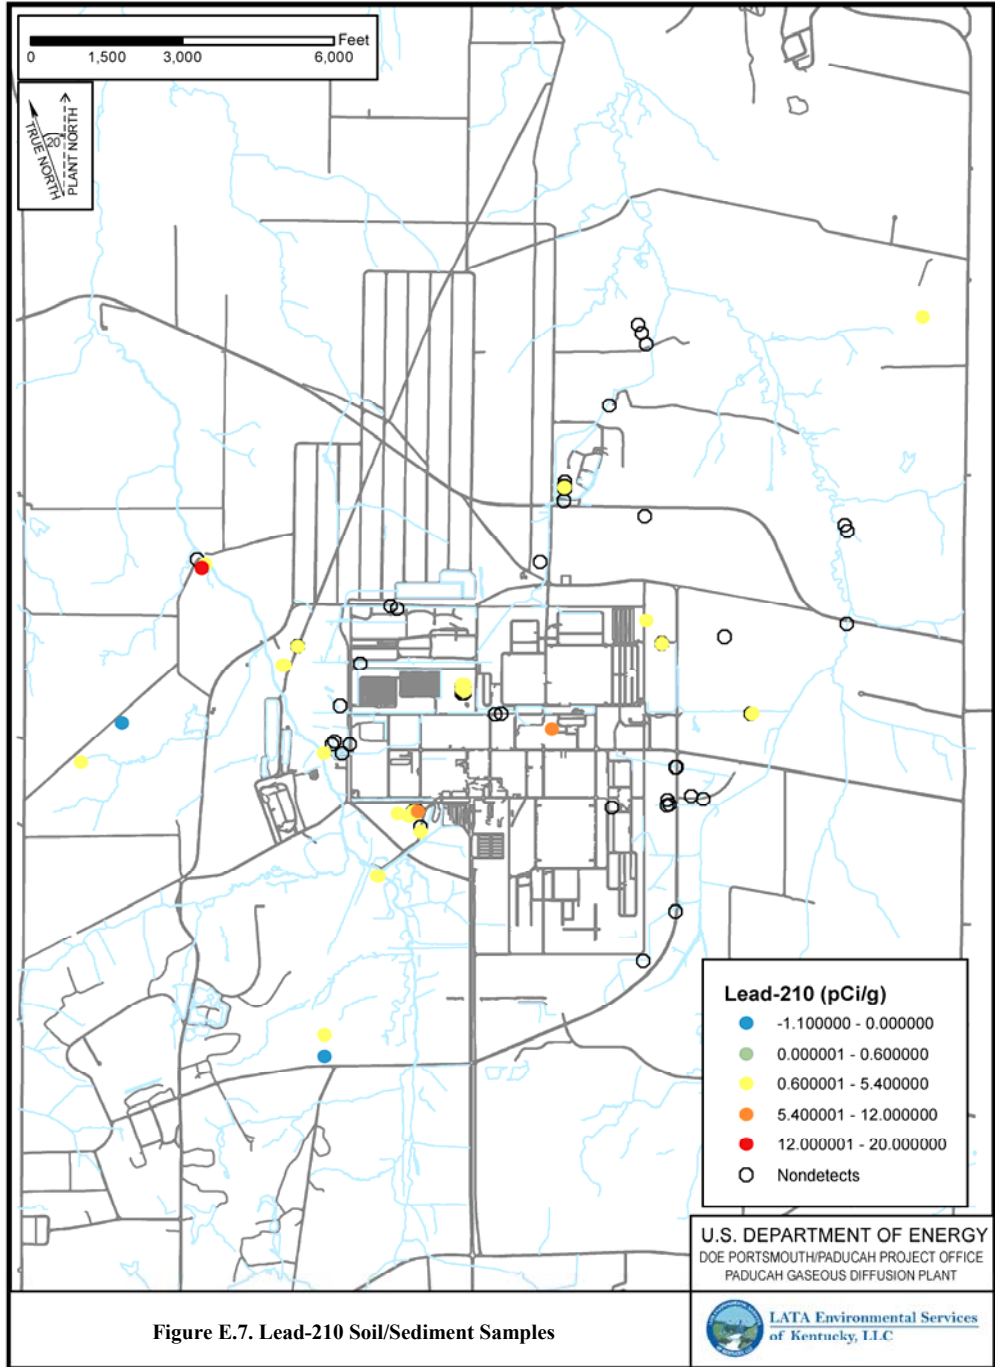 Feet
0 1,500 3,000 6,000
TRUE NORTH
20
PLANT NORTH
Lead-210 (pCi/g)
-1.100000 - 0.000000
0.000001 - 0.600000
0.600001 - 5.400000
5.400001 - 12.000000
12.000001 - 20.000000
Nondetects
U.S. DEPARTMENT OF ENERGY
DOE PORTSMOUTH/PADUCAH PROJECT OFFICE
PADUCAH GASEOUS DIFFUSION PLANT
Figure E.7. Lead-210 Soil/Sediment Samples
LATA Environmental Services
of Kentucky, LLC